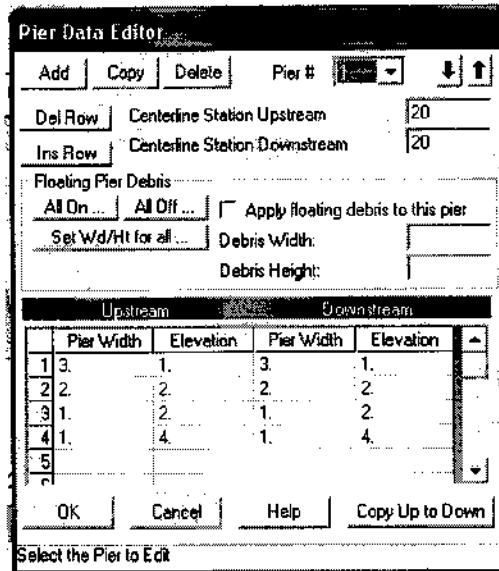 Pier Data Editor
Add Copy Delete Pier #
Del Row Centerline Station Upstream 20
Ins Row Centerline Station Downstream 20
Floating Pier Debris
All On ... All Off ... Apply floating debris to this pier
Set Wd/Ht for all ... Debris Width:
Debris Height:
Upstream Downstream
Pier Width Elevation Pier Width Elevation
1 3. 1. 3. 1.
2 2. 2. 2. 2.
3 1. 2. 1. 2.
4 1. 4. 1. 4.
5
OK Cancel Help Copy Up to Down
Select the Pier to Edit